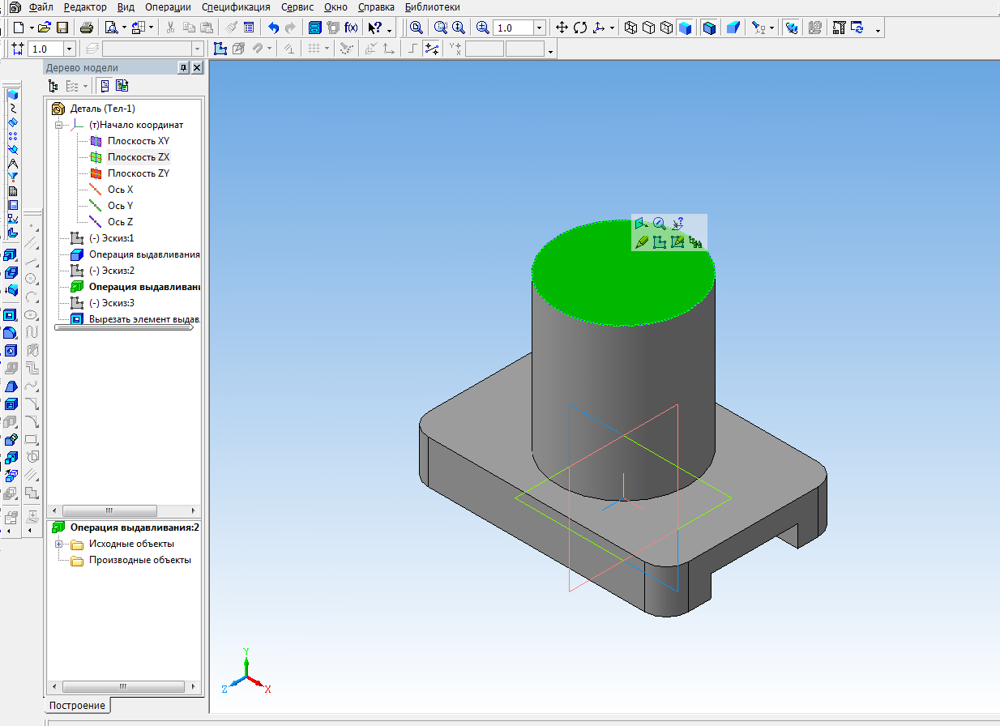 Файл Редактор Вид Операции Спецификация Сервис Окно Справка Библиотеки
f(x) 1.0
1.0
Дерево модели
Деталь (Тел-1)
(т)Начало координат
Плоскость XY
Плоскость ZX
Плоскость ZY
Ось X
Ось Y
Ось Z
(-) Эскиз:1
Операция выдавливания
(-) Эскиз:2
Операция выдавливани
(-) Эскиз:3
Вырезать элемент выдав
Операция выдавливания:2
Исходные объекты
Производные объекты
Построение
Y
Z
X